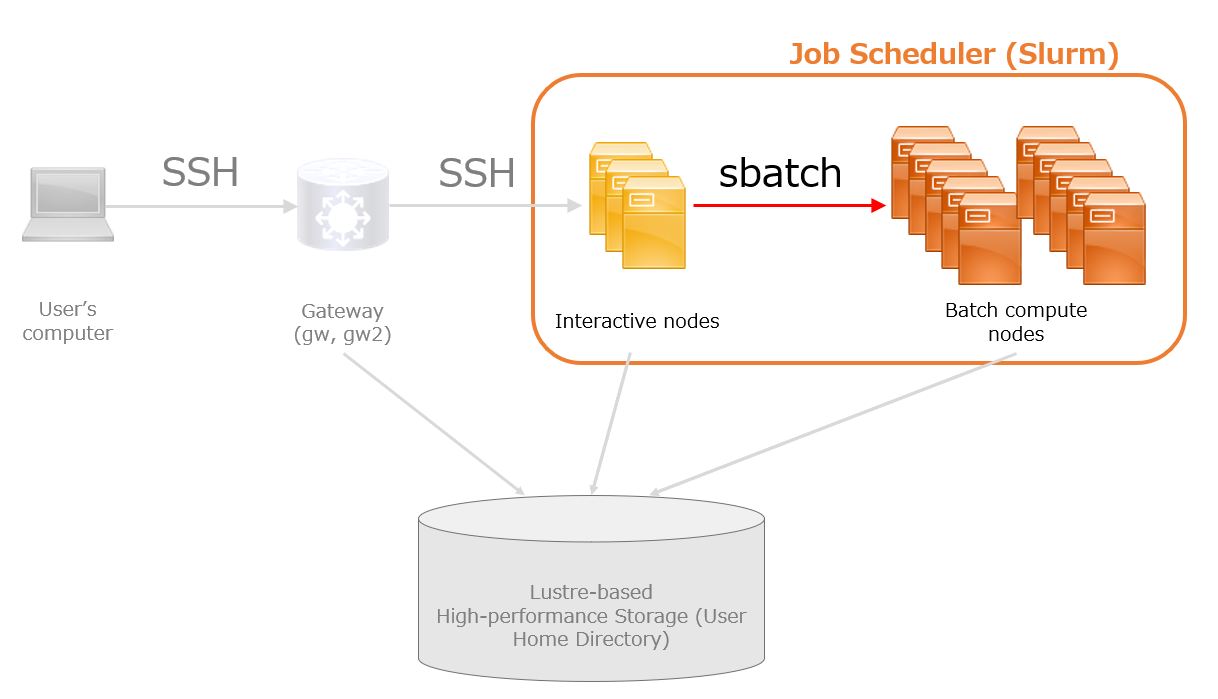 Job Scheduler (Slurm)
SSH
SSH
sbatch
User’s
computer
Gateway
(gw, gw2)
Interactive nodes
Batch compute
nodes
Lustre-based
High-performance Storage (User
Home Directory)